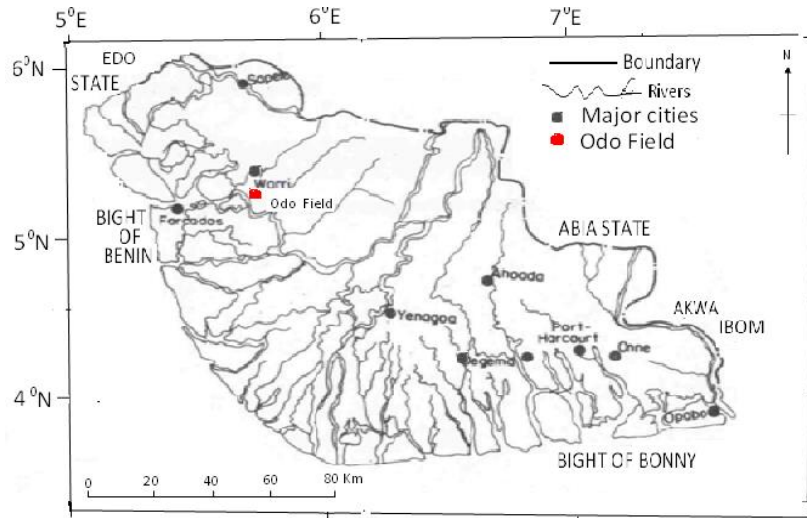 5°E
6°E
7°E
6°N
EDO
STATE
Sapele
Boundary
N
Rivers
Major cities
Odo Field
Warri
Odo Field
Forcados
BIGHT
OF
BENIN
5°N
ABIA STATE
Ahoada
AKWA
IBOM
Yenagoa
Port-
Harcourt
Onne
Degema
4°N
Opobo
BIGHT OF BONNY
0 20 40 60 80 Km